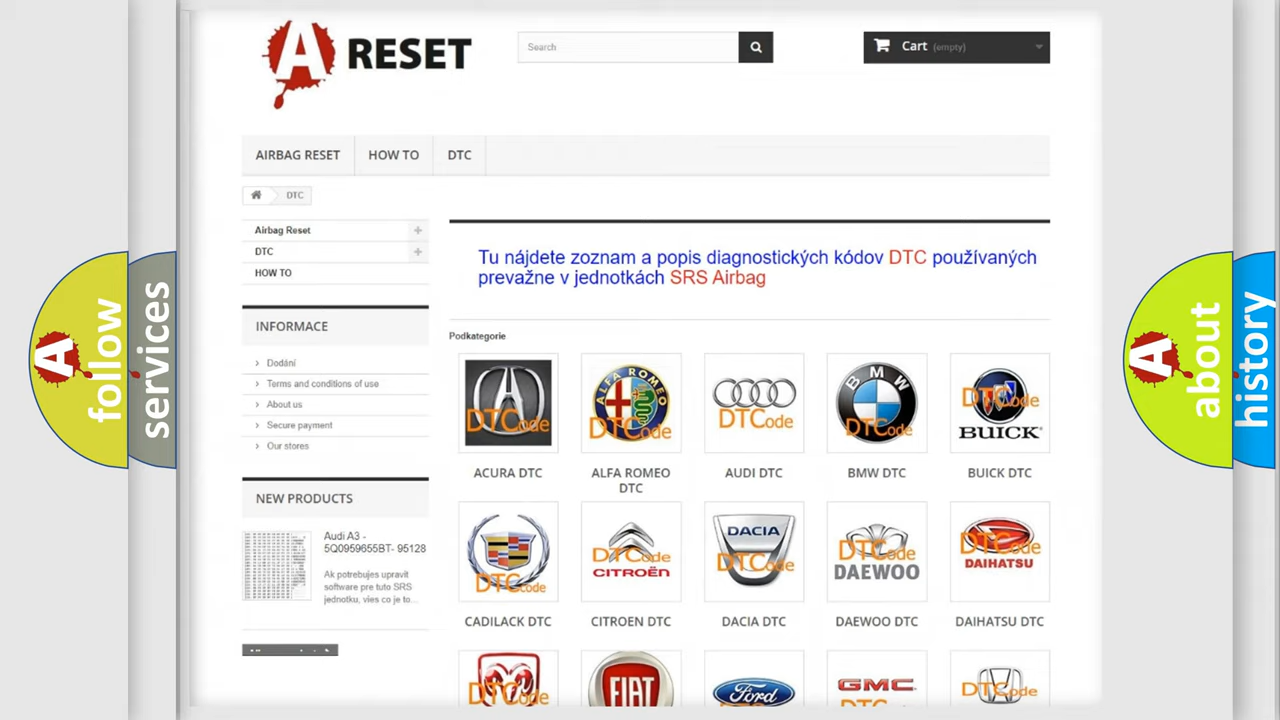 A RESET
Search
Cart (empty)
AIRBAG RESET
HOW TO
DTC
DTC
Airbag Reset
DTC
HOW TO
Tu nájdete zoznam a popis diagnostických kódov DTC používaných
prevažne v jednotkách SRS Airbag
INFORMACE
Dodání
Terms and conditions of use
About us
Secure payment
Our stores
Podkategorie
DTCode
ALFA ROMEO
DTCode
DTCode
BMW
DTCode
DTCode
BUICK
ACURA DTC
ALFA ROMEO
DTC
AUDI DTC
BMW DTC
BUICK DTC
NEW PRODUCTS
Audi A3 -
5Q0959655BT- 95128
Ak potrebujes upravit
software pre tuto SRS
jednotku, vies co je to...
DTCode
DTCode
CITROËN
DACIA
DTCode
DTCode
DAEWOO
DTCode
DAIHATSU
CADILACK DTC
CITROEN DTC
DACIA DTC
DAEWOO DTC
DAIHATSU DTC
DTCode
FIAT
Ford
GMC
DTCode
A follow
services
A about
history